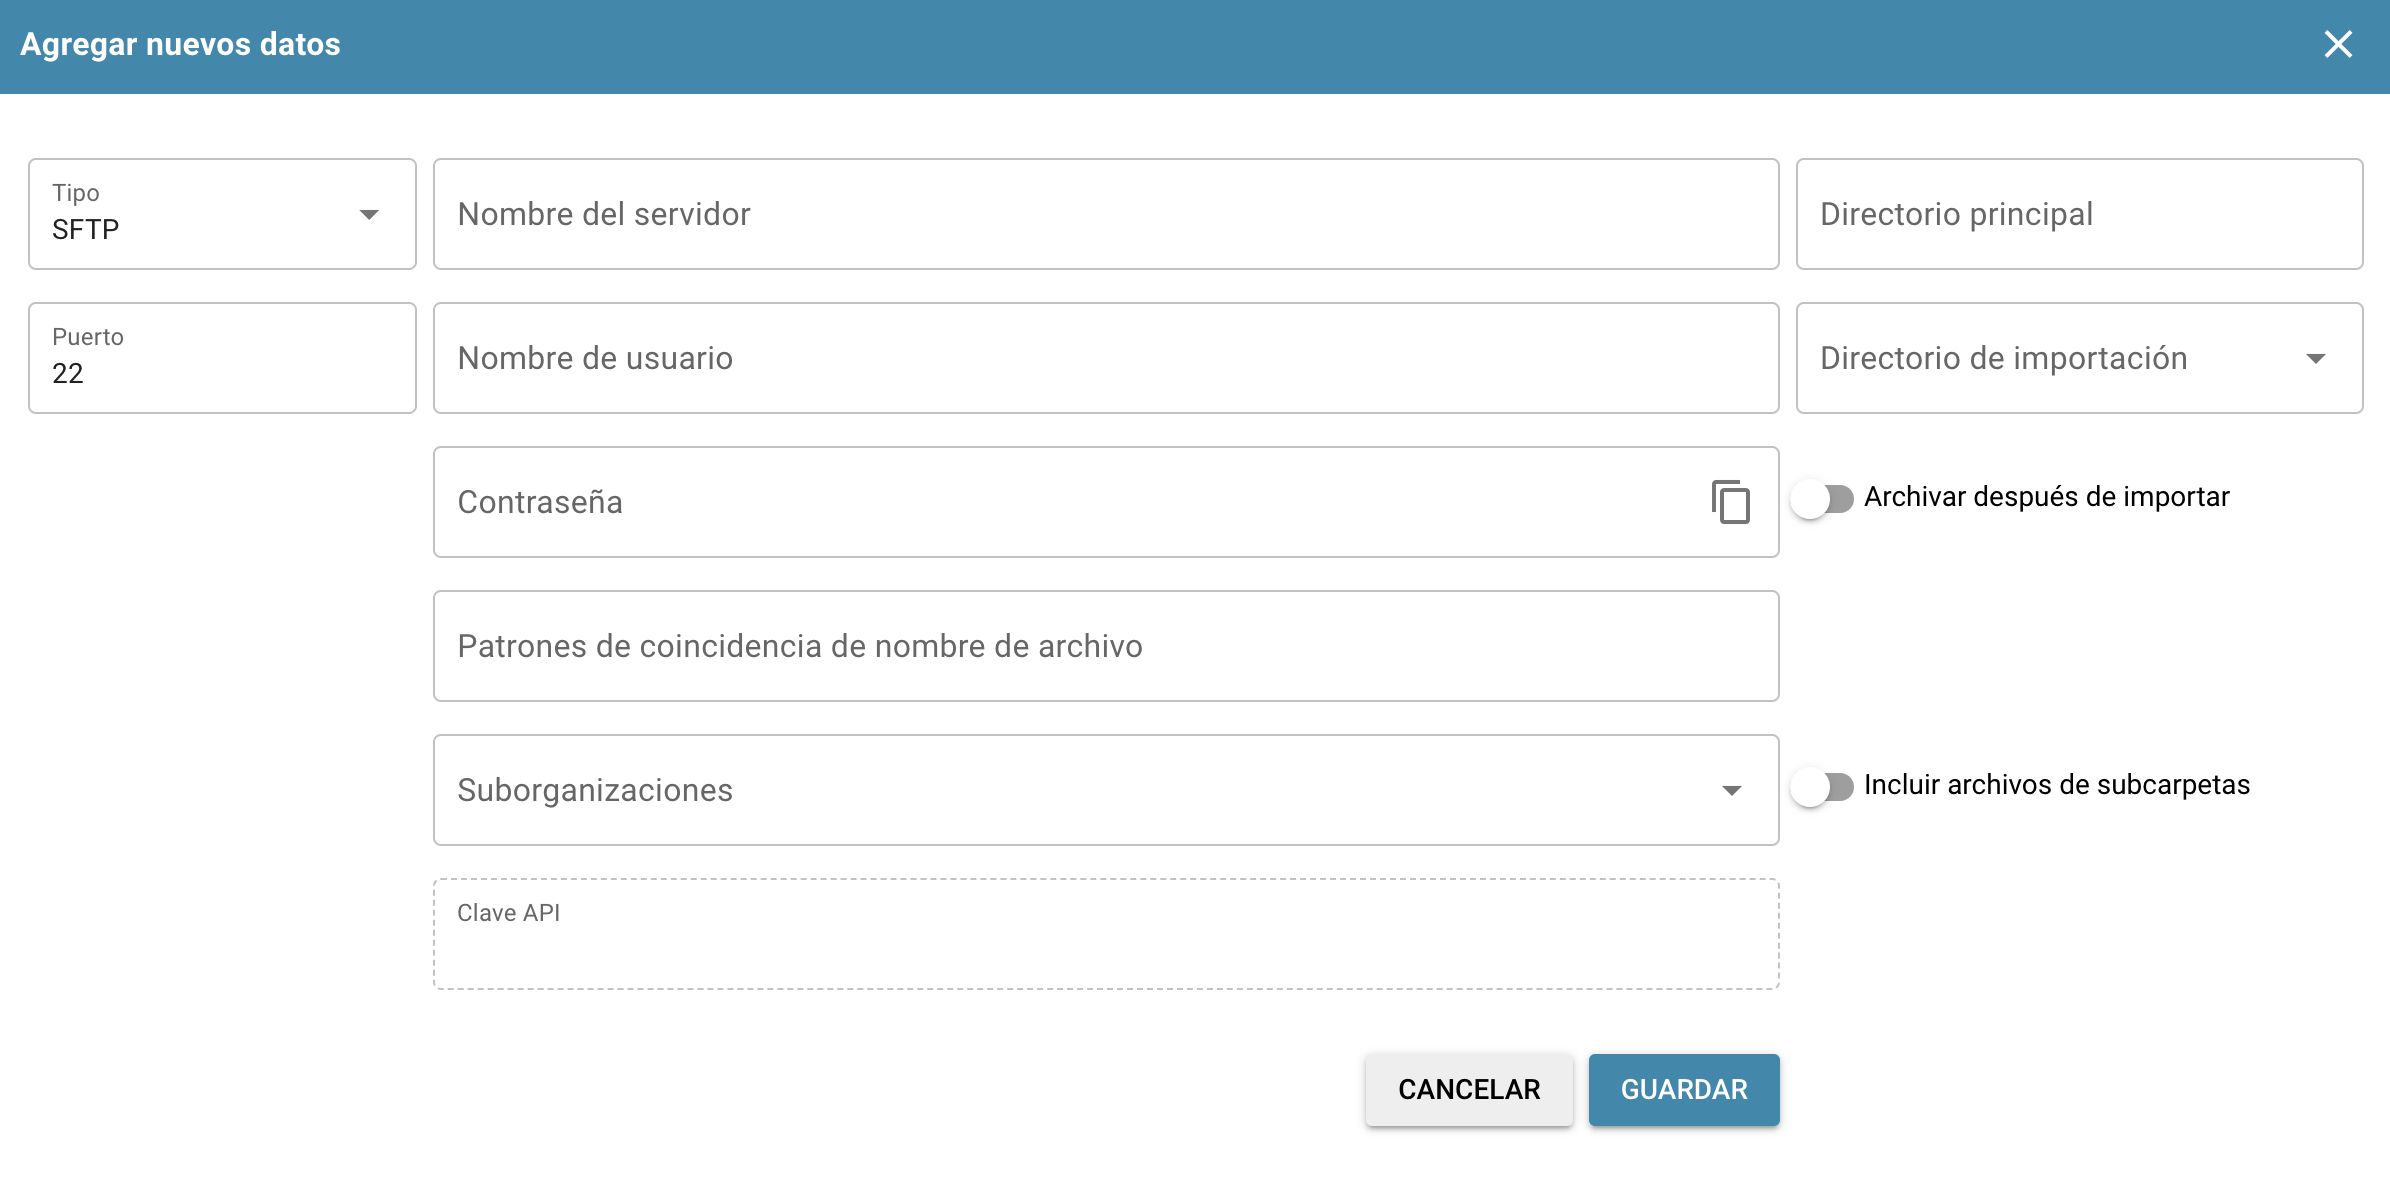 Agregar nuevos datos
Tipo
SFTP
Nombre del servidor
Directorio principal
Puerto
22
Nombre de usuario
Directorio de importación
Contraseña
Archivar después de importar
Patrones de coincidencia de nombre de archivo
Suborganizaciones
Incluir archivos de subcarpetas
Clave API
CANCELAR
GUARDAR